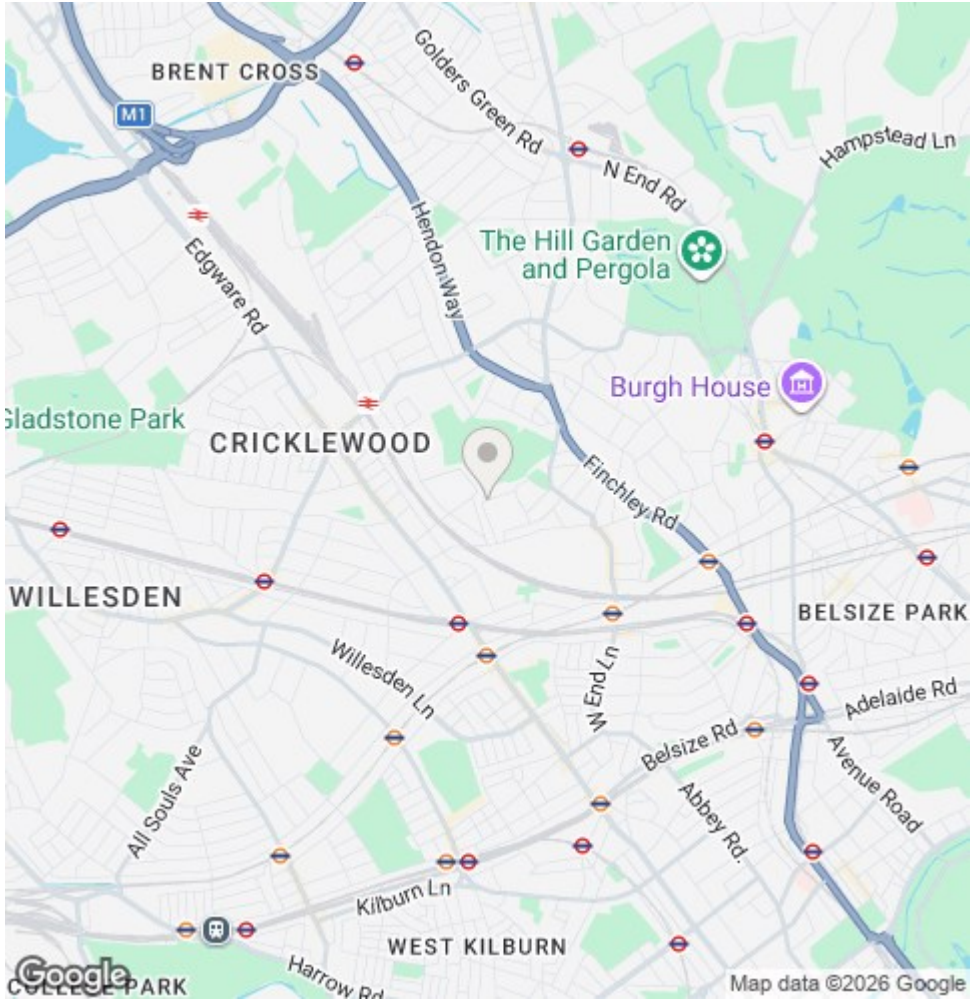 BRENT CROSS
Golders Green Rd
M1
Hampstead Ln
N End Rd
Hendon Way
The Hill Garden
and Pergola
Edgware Rd
Burgh House
Gladstone Park
CRICKLEWOOD
Finchley Rd
WILLESDEN
BELSIZE PARK
Willesden Ln
W End Ln
Adelaide Rd
Belsize Rd
Avenue Road
All Souls Ave
Abbey Rd.
Kilburn Ln
WEST KILBURN
Google
COLLEGE PARK
Harrow Rd
Map data ©2026 Google